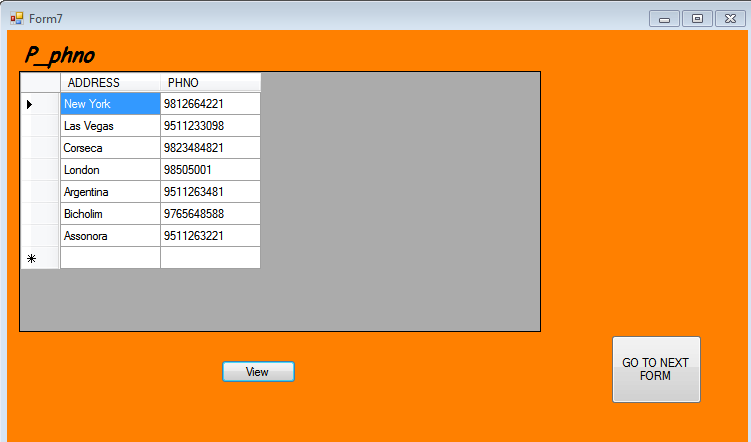 Form7
P_phno
ADDRESS PHNO
New York 9812664221
Las Vegas 9511233098
Corseca 9823484821
London 98505001
Argentina 9511263481
Bicholim 9765648588
Assonora 9511263221
View
GO TO NEXT
FORM